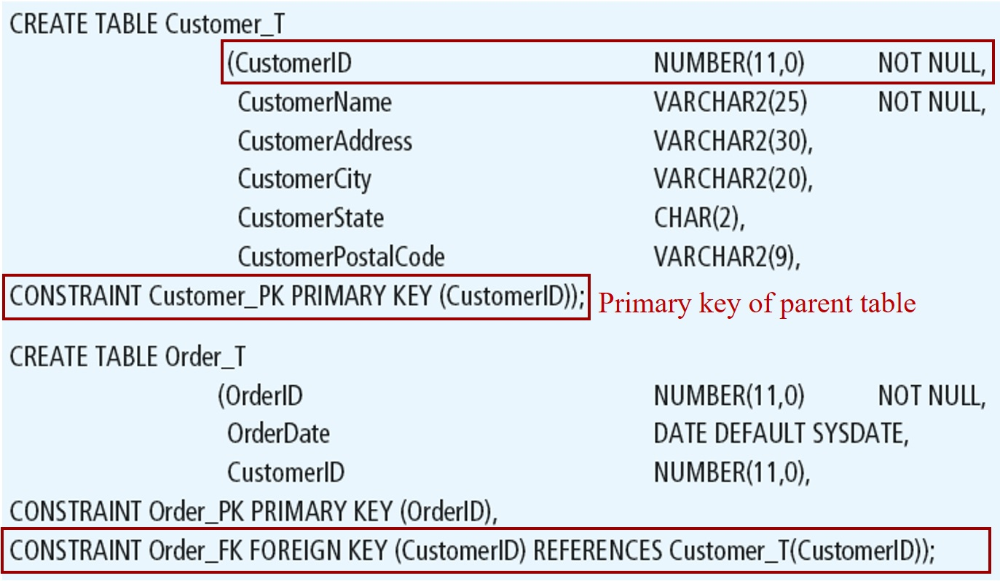 CREATE TABLE Customer_T
(CustomerID NUMBER(11,0) NOT NULL,
CustomerName VARCHAR2(25) NOT NULL,
CustomerAddress VARCHAR2(30),
CustomerCity VARCHAR2(20),
CustomerState CHAR(2),
CustomerPostalCode VARCHAR2(9),
CONSTRAINT Customer_PK PRIMARY KEY (CustomerID)); Primary key of parent table
CREATE TABLE Order_T
(OrderID NUMBER(11,0) NOT NULL,
OrderDate DATE DEFAULT SYSDATE,
CustomerID NUMBER(11,0),
CONSTRAINT Order_PK PRIMARY KEY (OrderID),
CONSTRAINT Order_FK FOREIGN KEY (CustomerID) REFERENCES Customer_T(CustomerID));